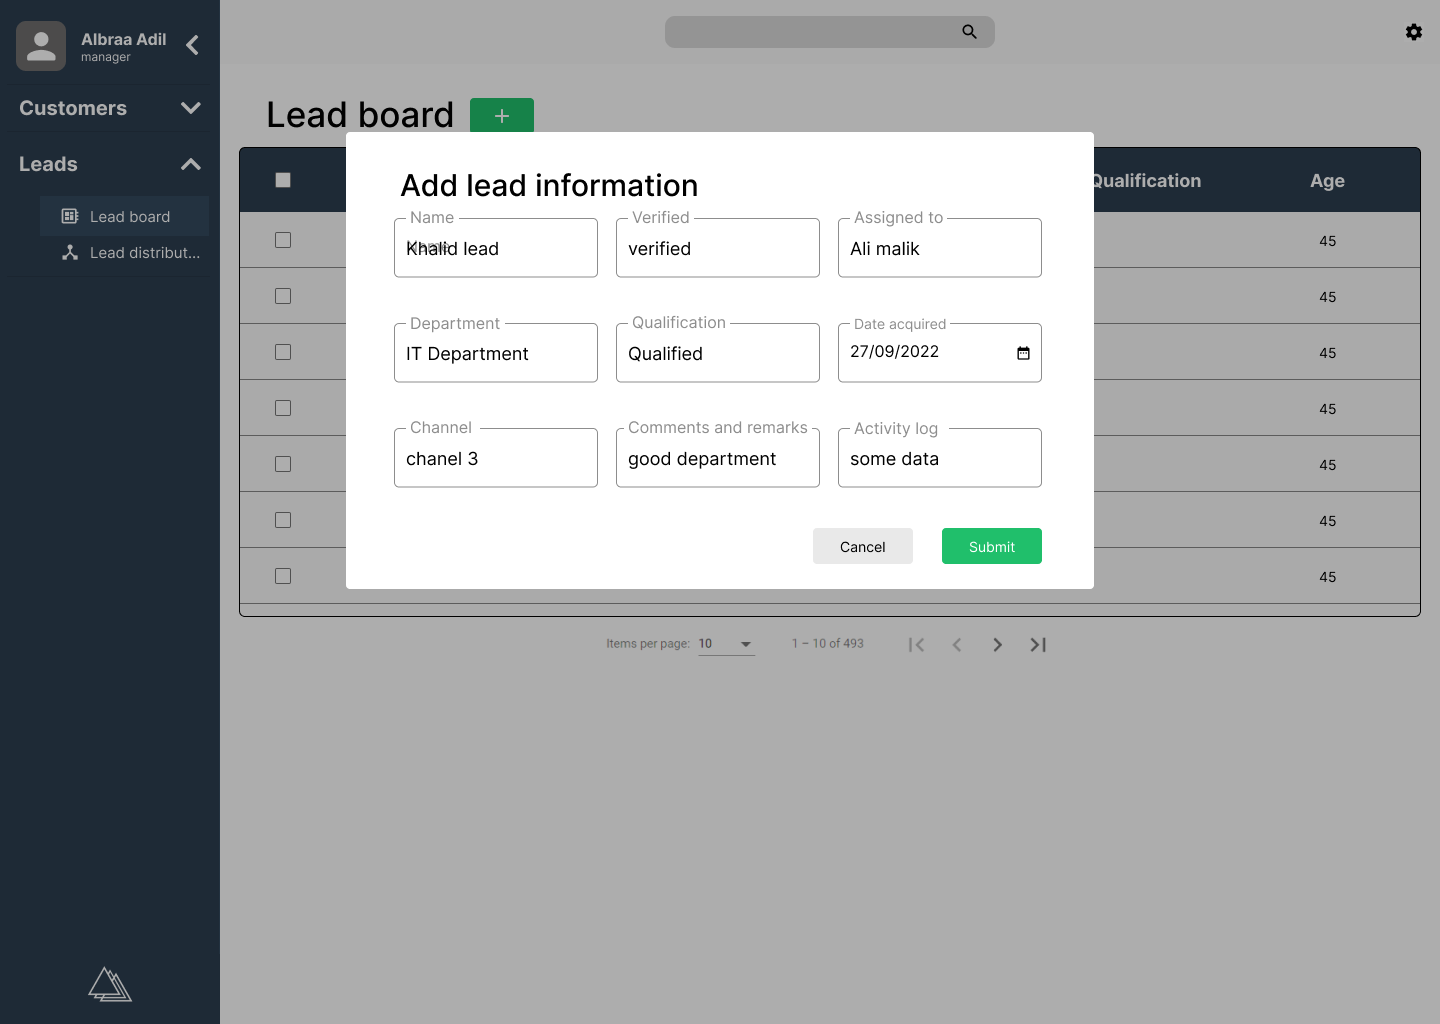 Albraa Adil
manager
Customers
Leads
Lead board
Lead distribut...
Lead board
+
Qualification
Age
45
45
45
45
45
45
45
Add lead information
Name
Name
Khalid lead
Verified
verified
Assigned to
Ali malik
Department
IT Department
Qualification
Qualified
Date acquired
27/09/2022
Channel
chanel 3
Comments and remarks
good department
Activity log
some data
Cancel
Submit
Items per page: 10
1 – 10 of 493